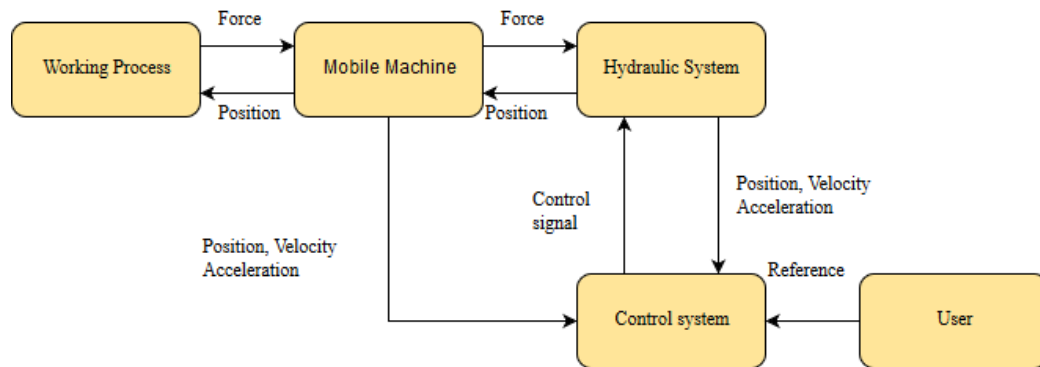 Force
Force
Working Process
Mobile Machine
Hydraulic System
Position
Position
Control
signal
Position, Velocity
Acceleration
Position, Velocity
Acceleration
Reference
Control system
User